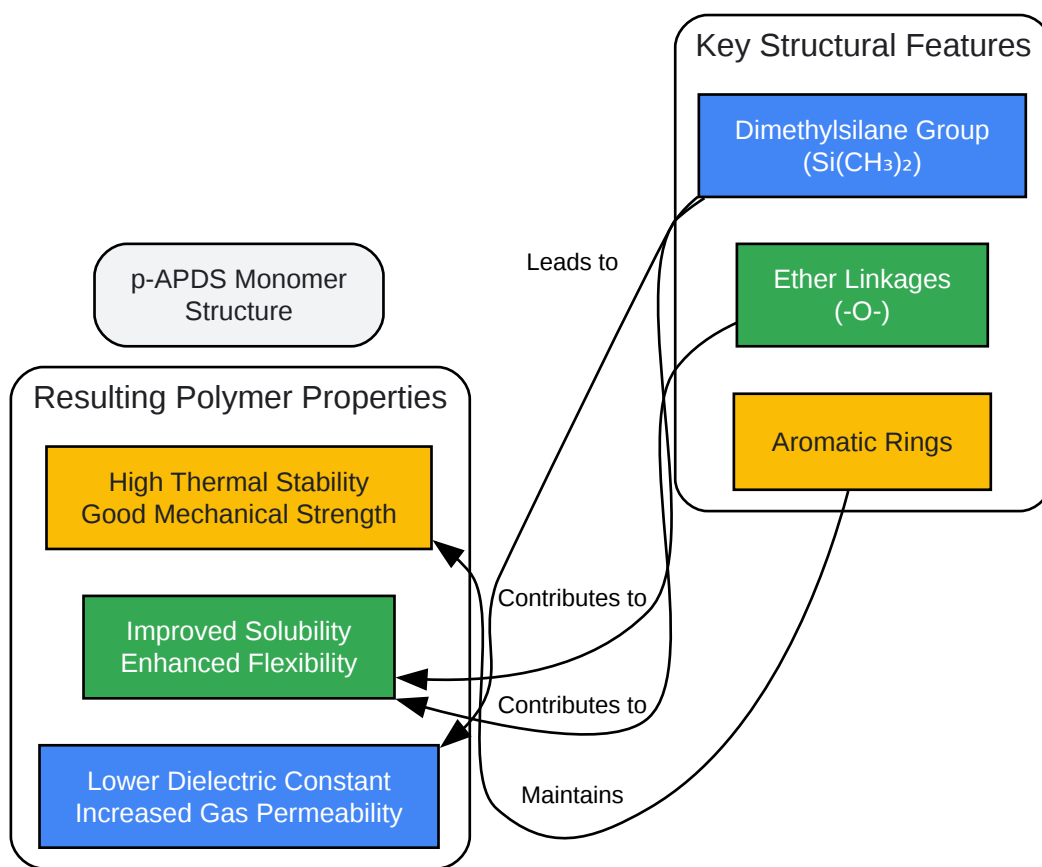 Key Structural Features
Dimethylsilane Group
(Si(CH₃)₂)
Ether Linkages
(-O-)
Aromatic Rings
p-APDS Monomer
Structure
Resulting Polymer Properties
High Thermal Stability
Good Mechanical Strength
Improved Solubility
Enhanced Flexibility
Lower Dielectric Constant
Increased Gas Permeability
Leads to
Contributes to
Contributes to
Maintains